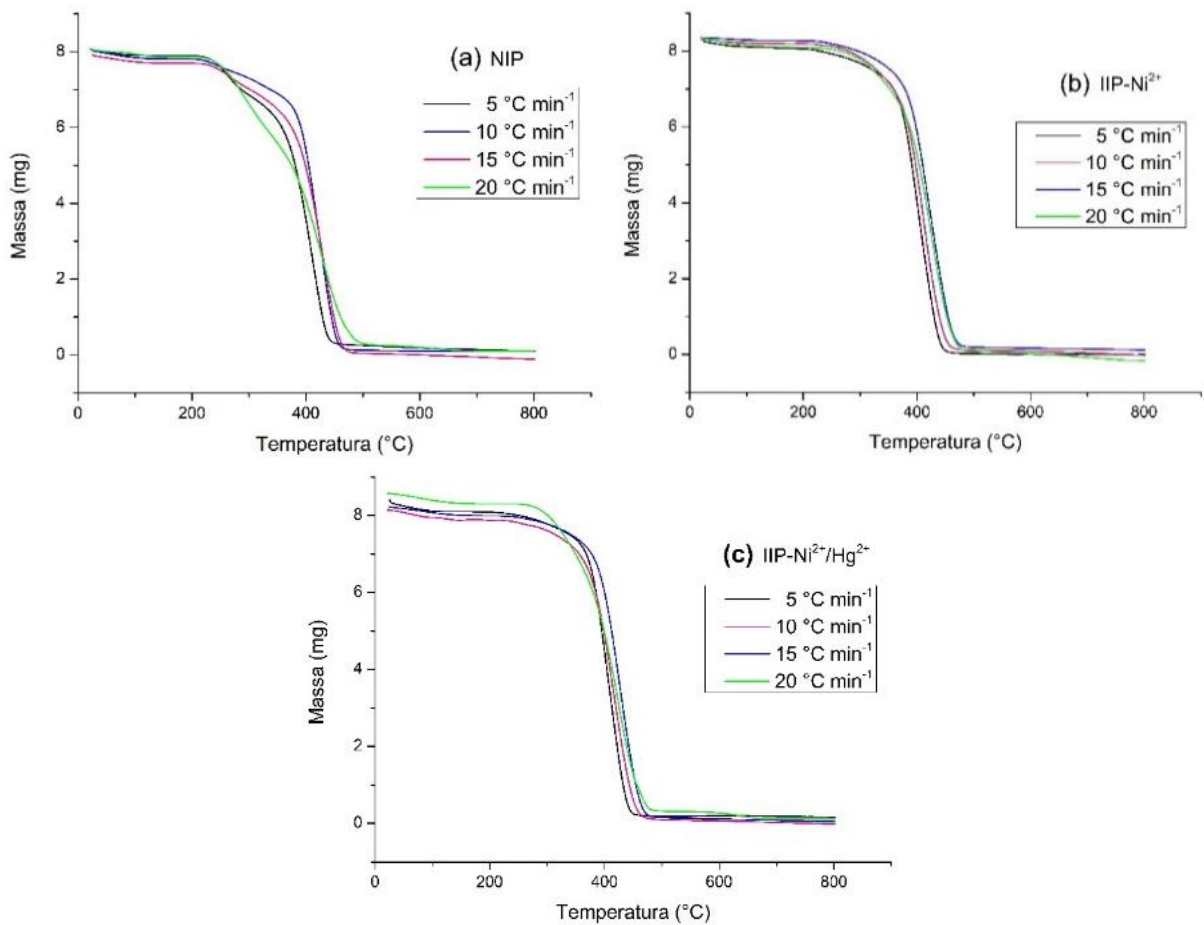 (a) NIP
5 °C min⁻¹
10 °C min⁻¹
15 °C min⁻¹
20 °C min⁻¹
Massa (mg)
8
6
4
2
0
0 200 400 600 800
Temperatura (°C)
(b) IIP-Ni²⁺
5 °C min⁻¹
10 °C min⁻¹
15 °C min⁻¹
20 °C min⁻¹
Massa (mg)
8
6
4
2
0
0 200 400 600 800
Temperatura (°C)
(c) IIP-Ni²⁺/Hg²⁺
5 °C min⁻¹
10 °C min⁻¹
15 °C min⁻¹
20 °C min⁻¹
Massa (mg)
8
6
4
2
0
0 200 400 600 800
Temperatura (°C)